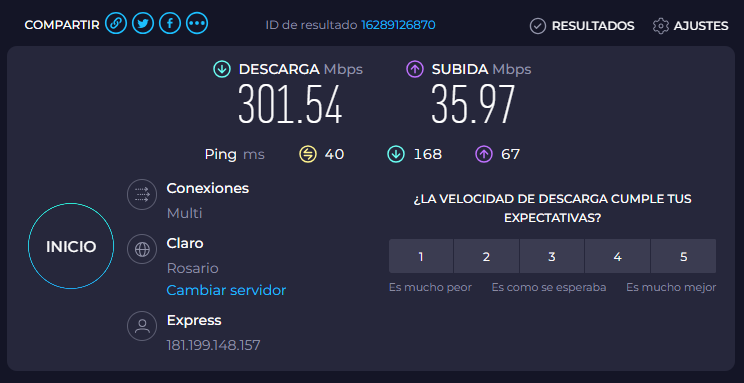 COMPARTIR
ID de resultado 16289126870
RESULTADOS
AJUSTES
DESCARGA Mbps
301.54
SUBIDA Mbps
35.97
Ping ms
40
168
67
Conexiones
Multi
Claro
Rosario
Cambiar servidor
Express
181.199.148.157
INICIO
¿LA VELOCIDAD DE DESCARGA CUMPLE TUS
EXPECTATIVAS?
1 2 3 4 5
Es mucho peor Es como se esperaba Es mucho mejor